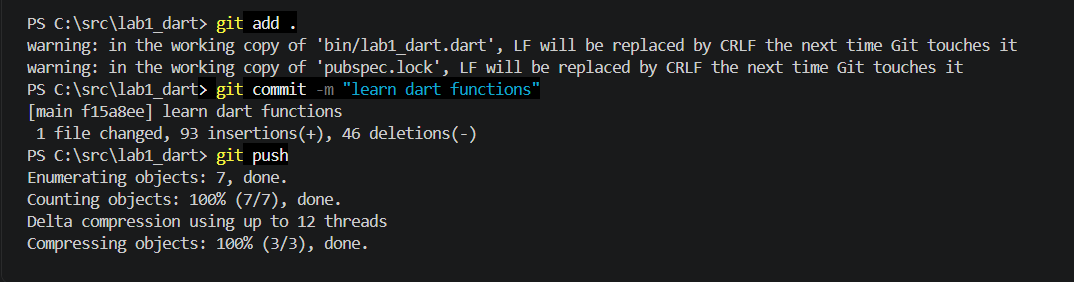 PS C:\src\lab1_dart> git add .
warning: in the working copy of 'bin/lab1_dart.dart', LF will be replaced by CRLF the next time Git touches it
warning: in the working copy of 'pubspec.lock', LF will be replaced by CRLF the next time Git touches it
PS C:\src\lab1_dart> git commit -m "learn dart functions"
[main f15a8ee] learn dart functions
 1 file changed, 93 insertions(+), 46 deletions(-)
PS C:\src\lab1_dart> git push
Enumerating objects: 7, done.
Counting objects: 100% (7/7), done.
Delta compression using up to 12 threads
Compressing objects: 100% (3/3), done.